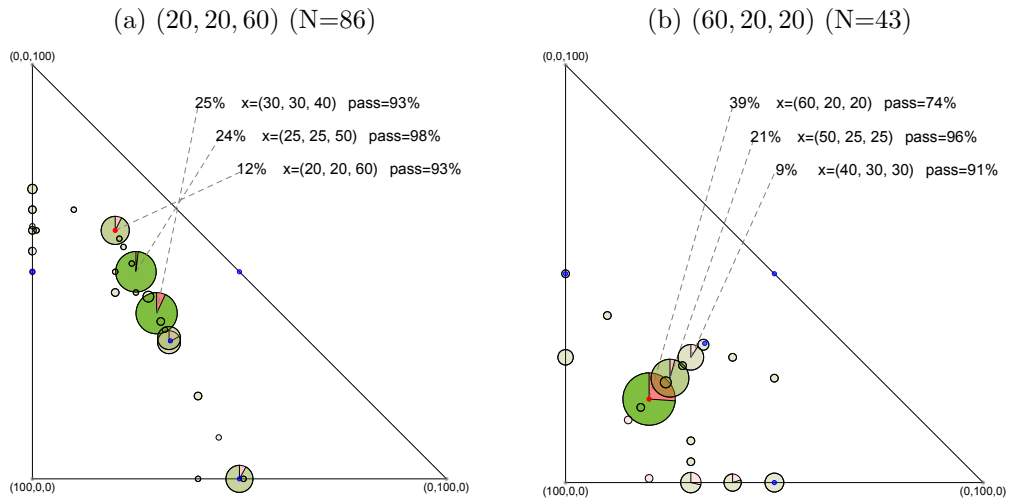 (a) (20, 20, 60) (N=86)
(0,0,100)
25% x=(30, 30, 40) pass=93%
24% x=(25, 25, 50) pass=98%
12% x=(20, 20, 60) pass=93%
(100,0,0)
(0,100,0)
(b) (60, 20, 20) (N=43)
(0,0,100)
39% x=(60, 20, 20) pass=74%
21% x=(50, 25, 25) pass=96%
9% x=(40, 30, 30) pass=91%
(100,0,0)
(0,100,0)